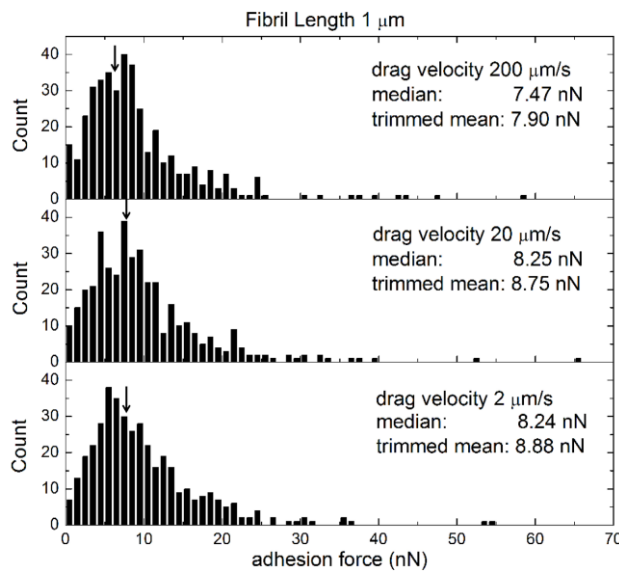 Fibril Length 1 μm
40
30
20
10
0
Count
drag velocity 200 μm/s
median: 7.47 nN
trimmed mean: 7.90 nN
40
30
20
10
0
Count
drag velocity 20 μm/s
median: 8.25 nN
trimmed mean: 8.75 nN
40
30
20
10
0
Count
drag velocity 2 μm/s
median: 8.24 nN
trimmed mean: 8.88 nN
0 10 20 30 40 50 60 70
adhesion force (nN)